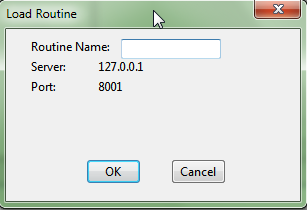 Load Routine
Routine Name:
Server: 127.0.0.1
Port: 8001
OK Cancel